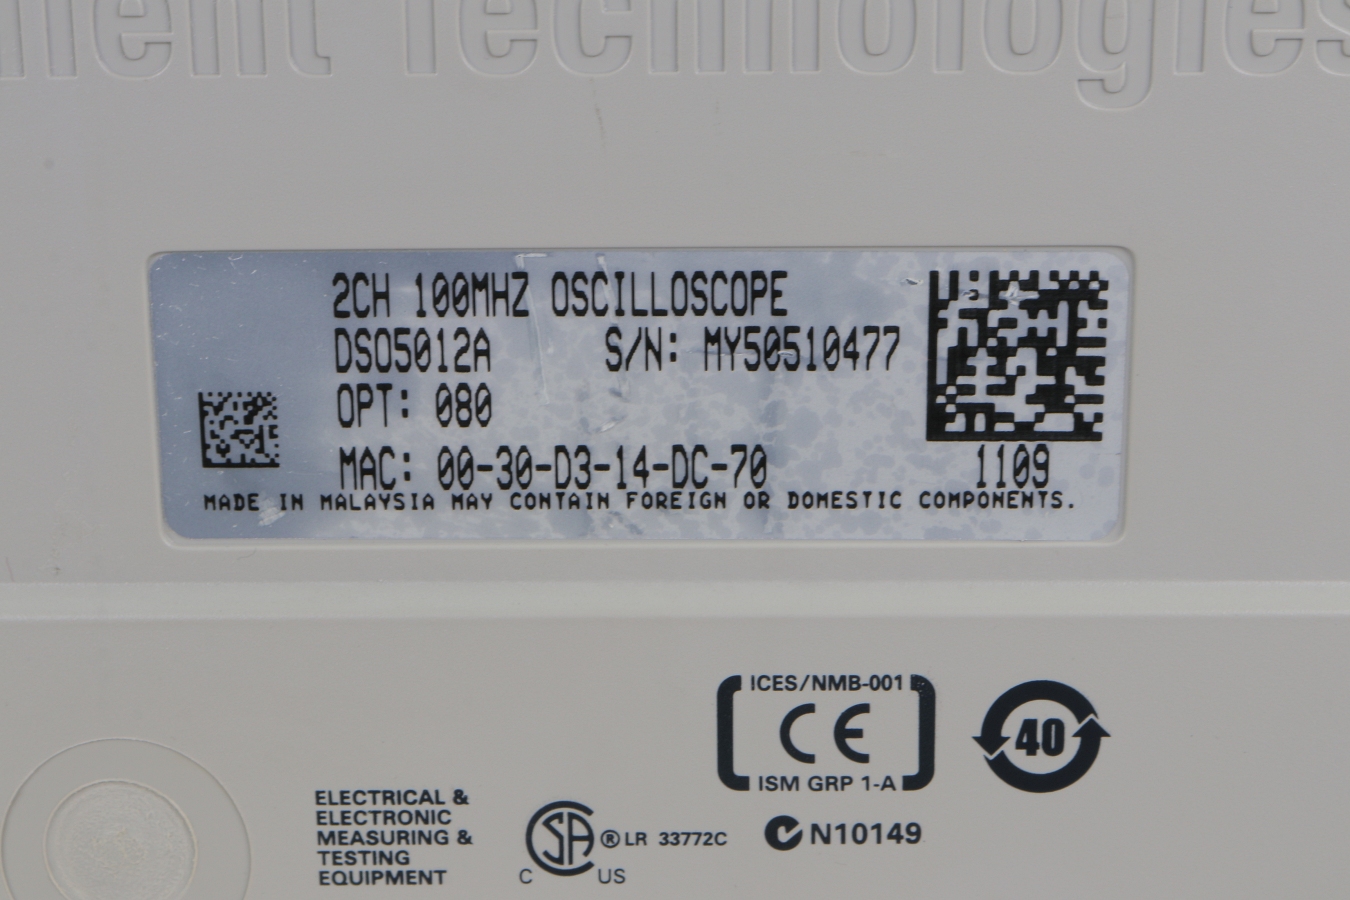 Technologies
2CH 100MHZ OSCILLOSCOPE
DSO5012A S/N: MY50510477
OPT: 080
MAC: 00-30-D3-14-DC-70 1109
MADE IN MALAYSIA MAY CONTAIN FOREIGN OR DOMESTIC COMPONENTS.
ICES/NMB-001
CE
ISM GRP 1-A
40
ELECTRICAL &
ELECTRONIC
MEASURING &
TESTING
EQUIPMENT
CSA ® LR 33772C
C US
N10149